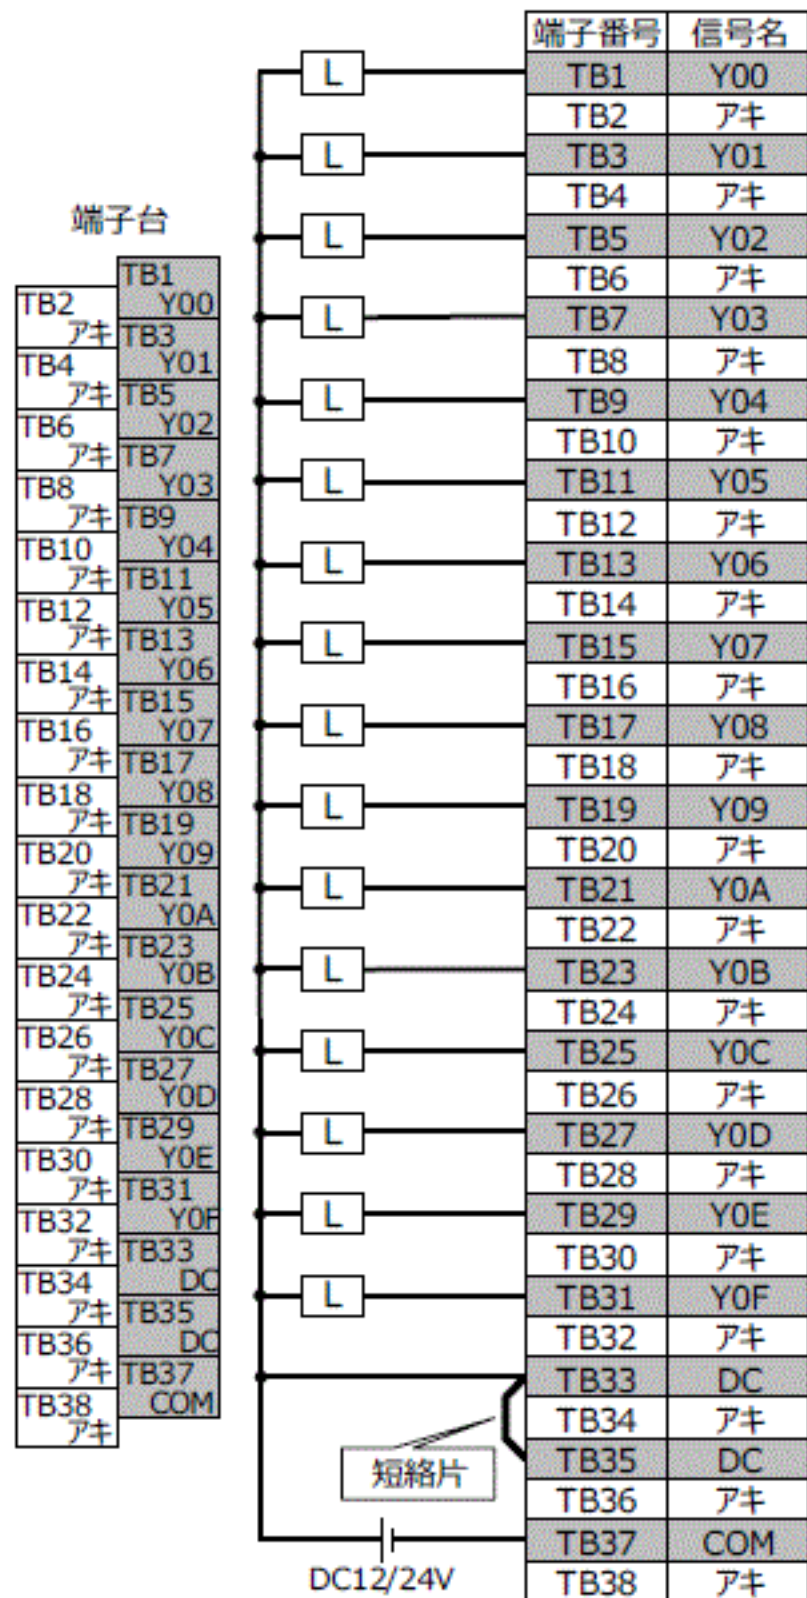 端子台
TB1
Y00
TB2
アキ
TB3
Y01
TB4
アキ
TB5
Y02
TB6
アキ
TB7
Y03
TB8
アキ
TB9
Y04
TB10
アキ
TB11
Y05
TB12
アキ
TB13
Y06
TB14
アキ
TB15
Y07
TB16
アキ
TB17
Y08
TB18
アキ
TB19
Y09
TB20
アキ
TB21
Y0A
TB22
アキ
TB23
Y0B
TB24
アキ
TB25
Y0C
TB26
アキ
TB27
Y0D
TB28
アキ
TB29
Y0E
TB30
アキ
TB31
Y0F
TB32
アキ
TB33
DC
TB34
アキ
TB35
DC
TB36
アキ
TB37
COM
TB38
アキ
端子番号 信号名
L TB1 Y00
TB2 アキ
L TB3 Y01
TB4 アキ
L TB5 Y02
TB6 アキ
L TB7 Y03
TB8 アキ
L TB9 Y04
TB10 アキ
L TB11 Y05
TB12 アキ
L TB13 Y06
TB14 アキ
L TB15 Y07
TB16 アキ
L TB17 Y08
TB18 アキ
L TB19 Y09
TB20 アキ
L TB21 Y0A
TB22 アキ
L TB23 Y0B
TB24 アキ
L TB25 Y0C
TB26 アキ
L TB27 Y0D
TB28 アキ
L TB29 Y0E
TB30 アキ
L TB31 Y0F
TB32 アキ
TB33 DC
TB34 アキ
短絡片 TB35 DC
TB36 アキ
TB37 COM
DC12/24V TB38 アキ